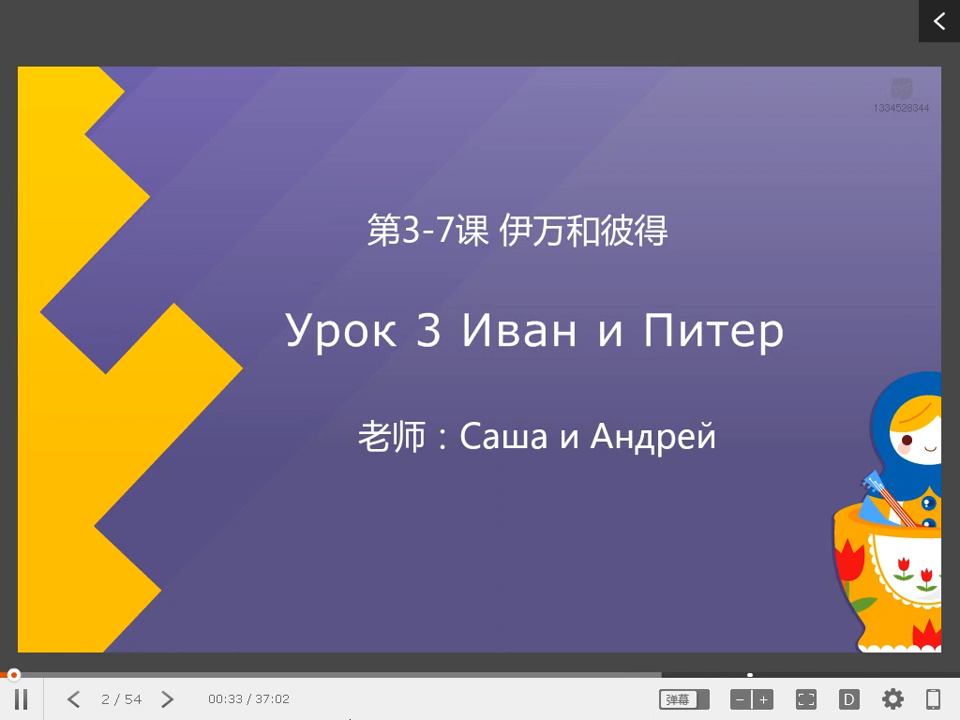 1334528344
第3-7课 伊万和彼得
Урок 3 Иван и Питер
老师：Саша и Андрей
2 / 54
00:33 / 37:02
弹幕
D